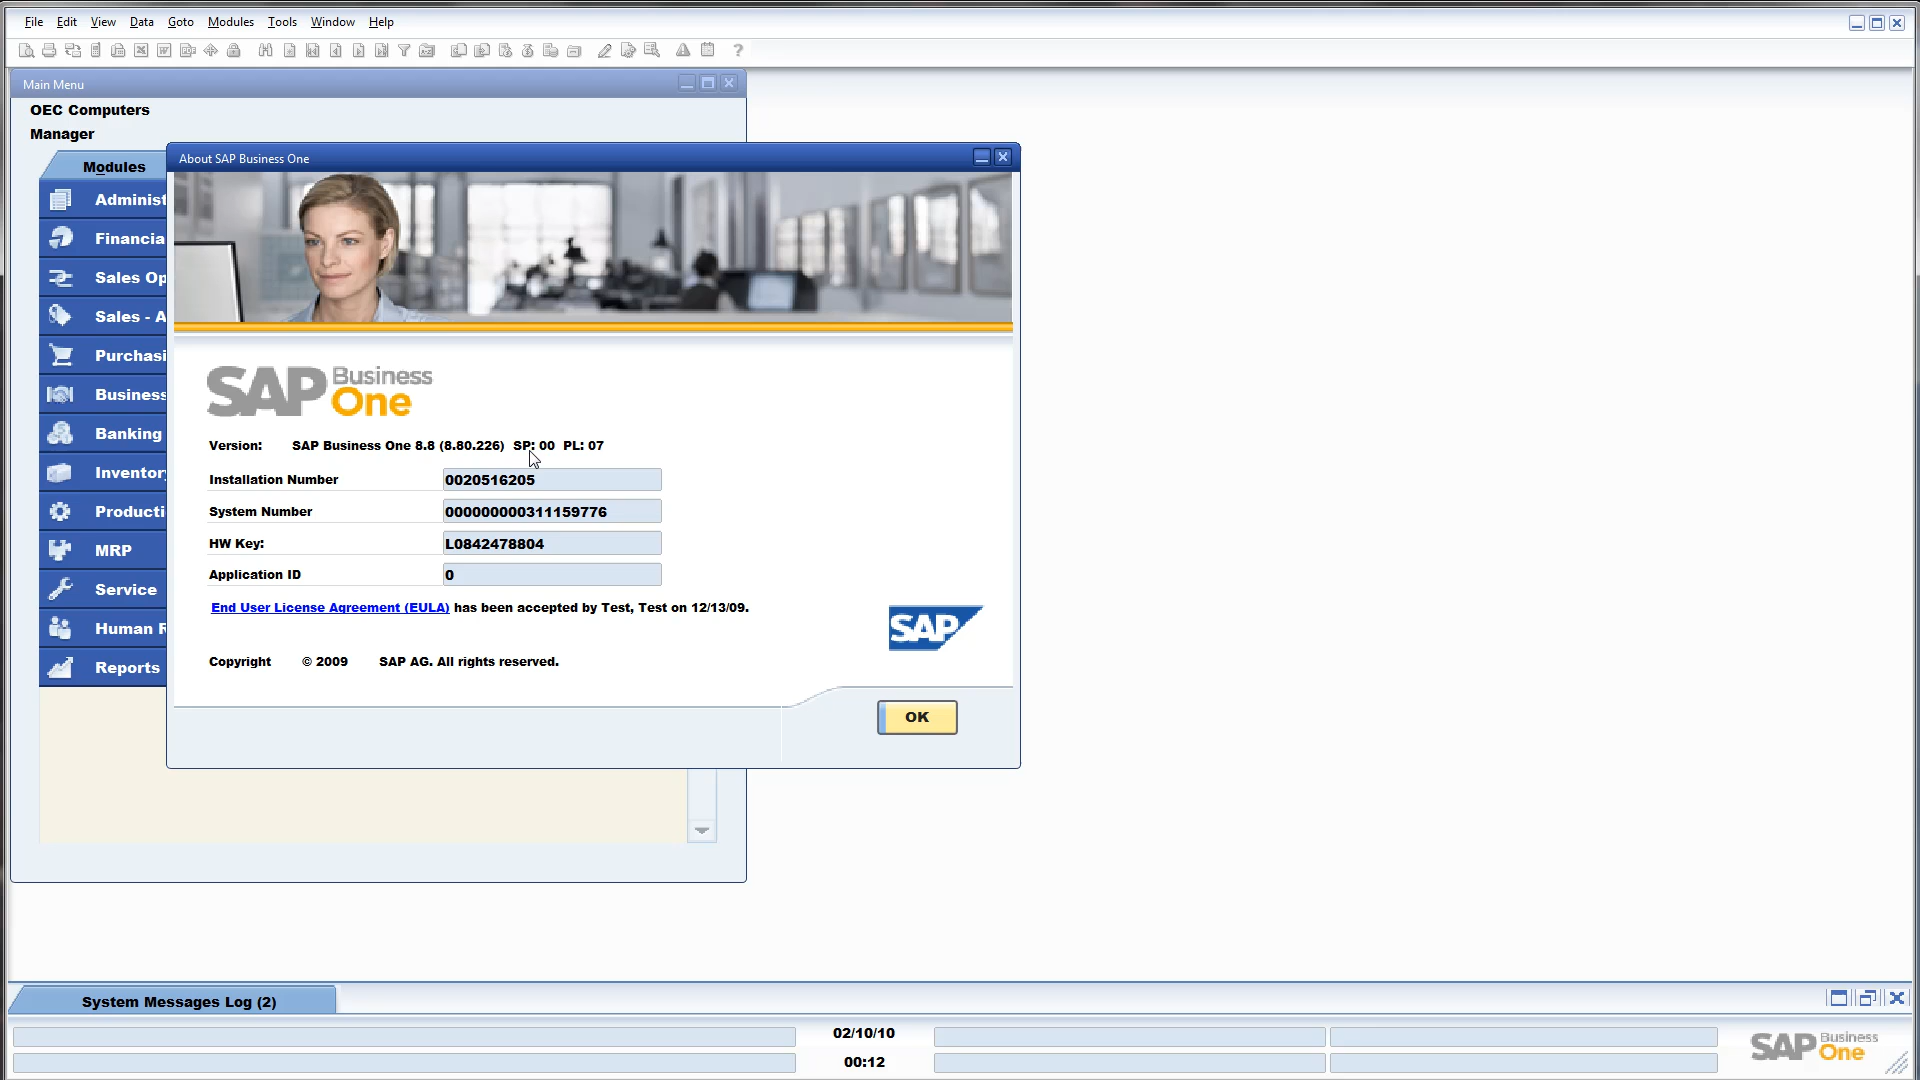 File Edit View Data Goto Modules Tools Window Help
Main Menu
OEC Computers
Manager
Modules
About SAP Business One
Administ
Financia
Sales Op
Sales - A
Purchasi
Business
Banking
Inventor
Producti
MRP
Service
Human R
Reports
SAP Business One
Version: SAP Business One 8.8 (8.80.226) SP: 00 PL: 07
Installation Number 0020516205
System Number 000000000311159776
HW Key: L0842478804
Application ID 0
End User License Agreement (EULA) has been accepted by Test, Test on 12/13/09.
SAP
Copyright © 2009 SAP AG. All rights reserved.
OK
System Messages Log (2)
02/10/10
00:12
SAP Business One